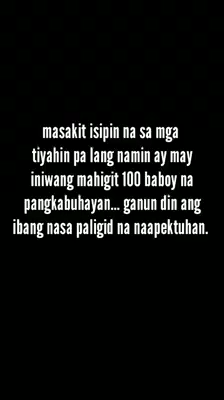 masakit isipin na sa mga
tiyahin pa lang namin ay may
iniwang mahigit 100 baboy na
pangkabuhayan... ganun din ang
ibang nasa paligid na naapektuhan.